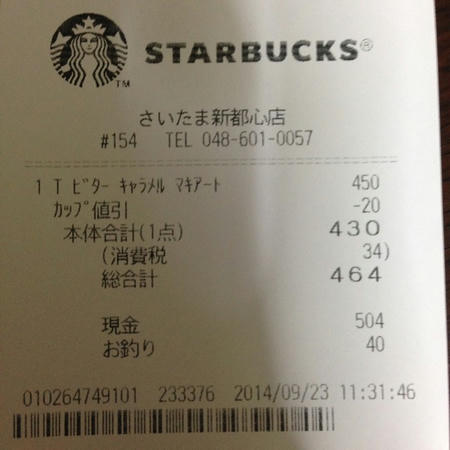 STARBUCKS®
TM
さいたま新都心店
#154 TEL 048-601-0057
1 T ﾋﾞﾀｰ ｷｬﾗﾒﾙ ﾏｷｱｰﾄ 450
ｶｯﾌﾟ値引 -20
本体合計(1点) 430
(消費税 34)
総合計 464
現金 504
お釣り 40
010264749101 233376 2014/09/23 11:31:46